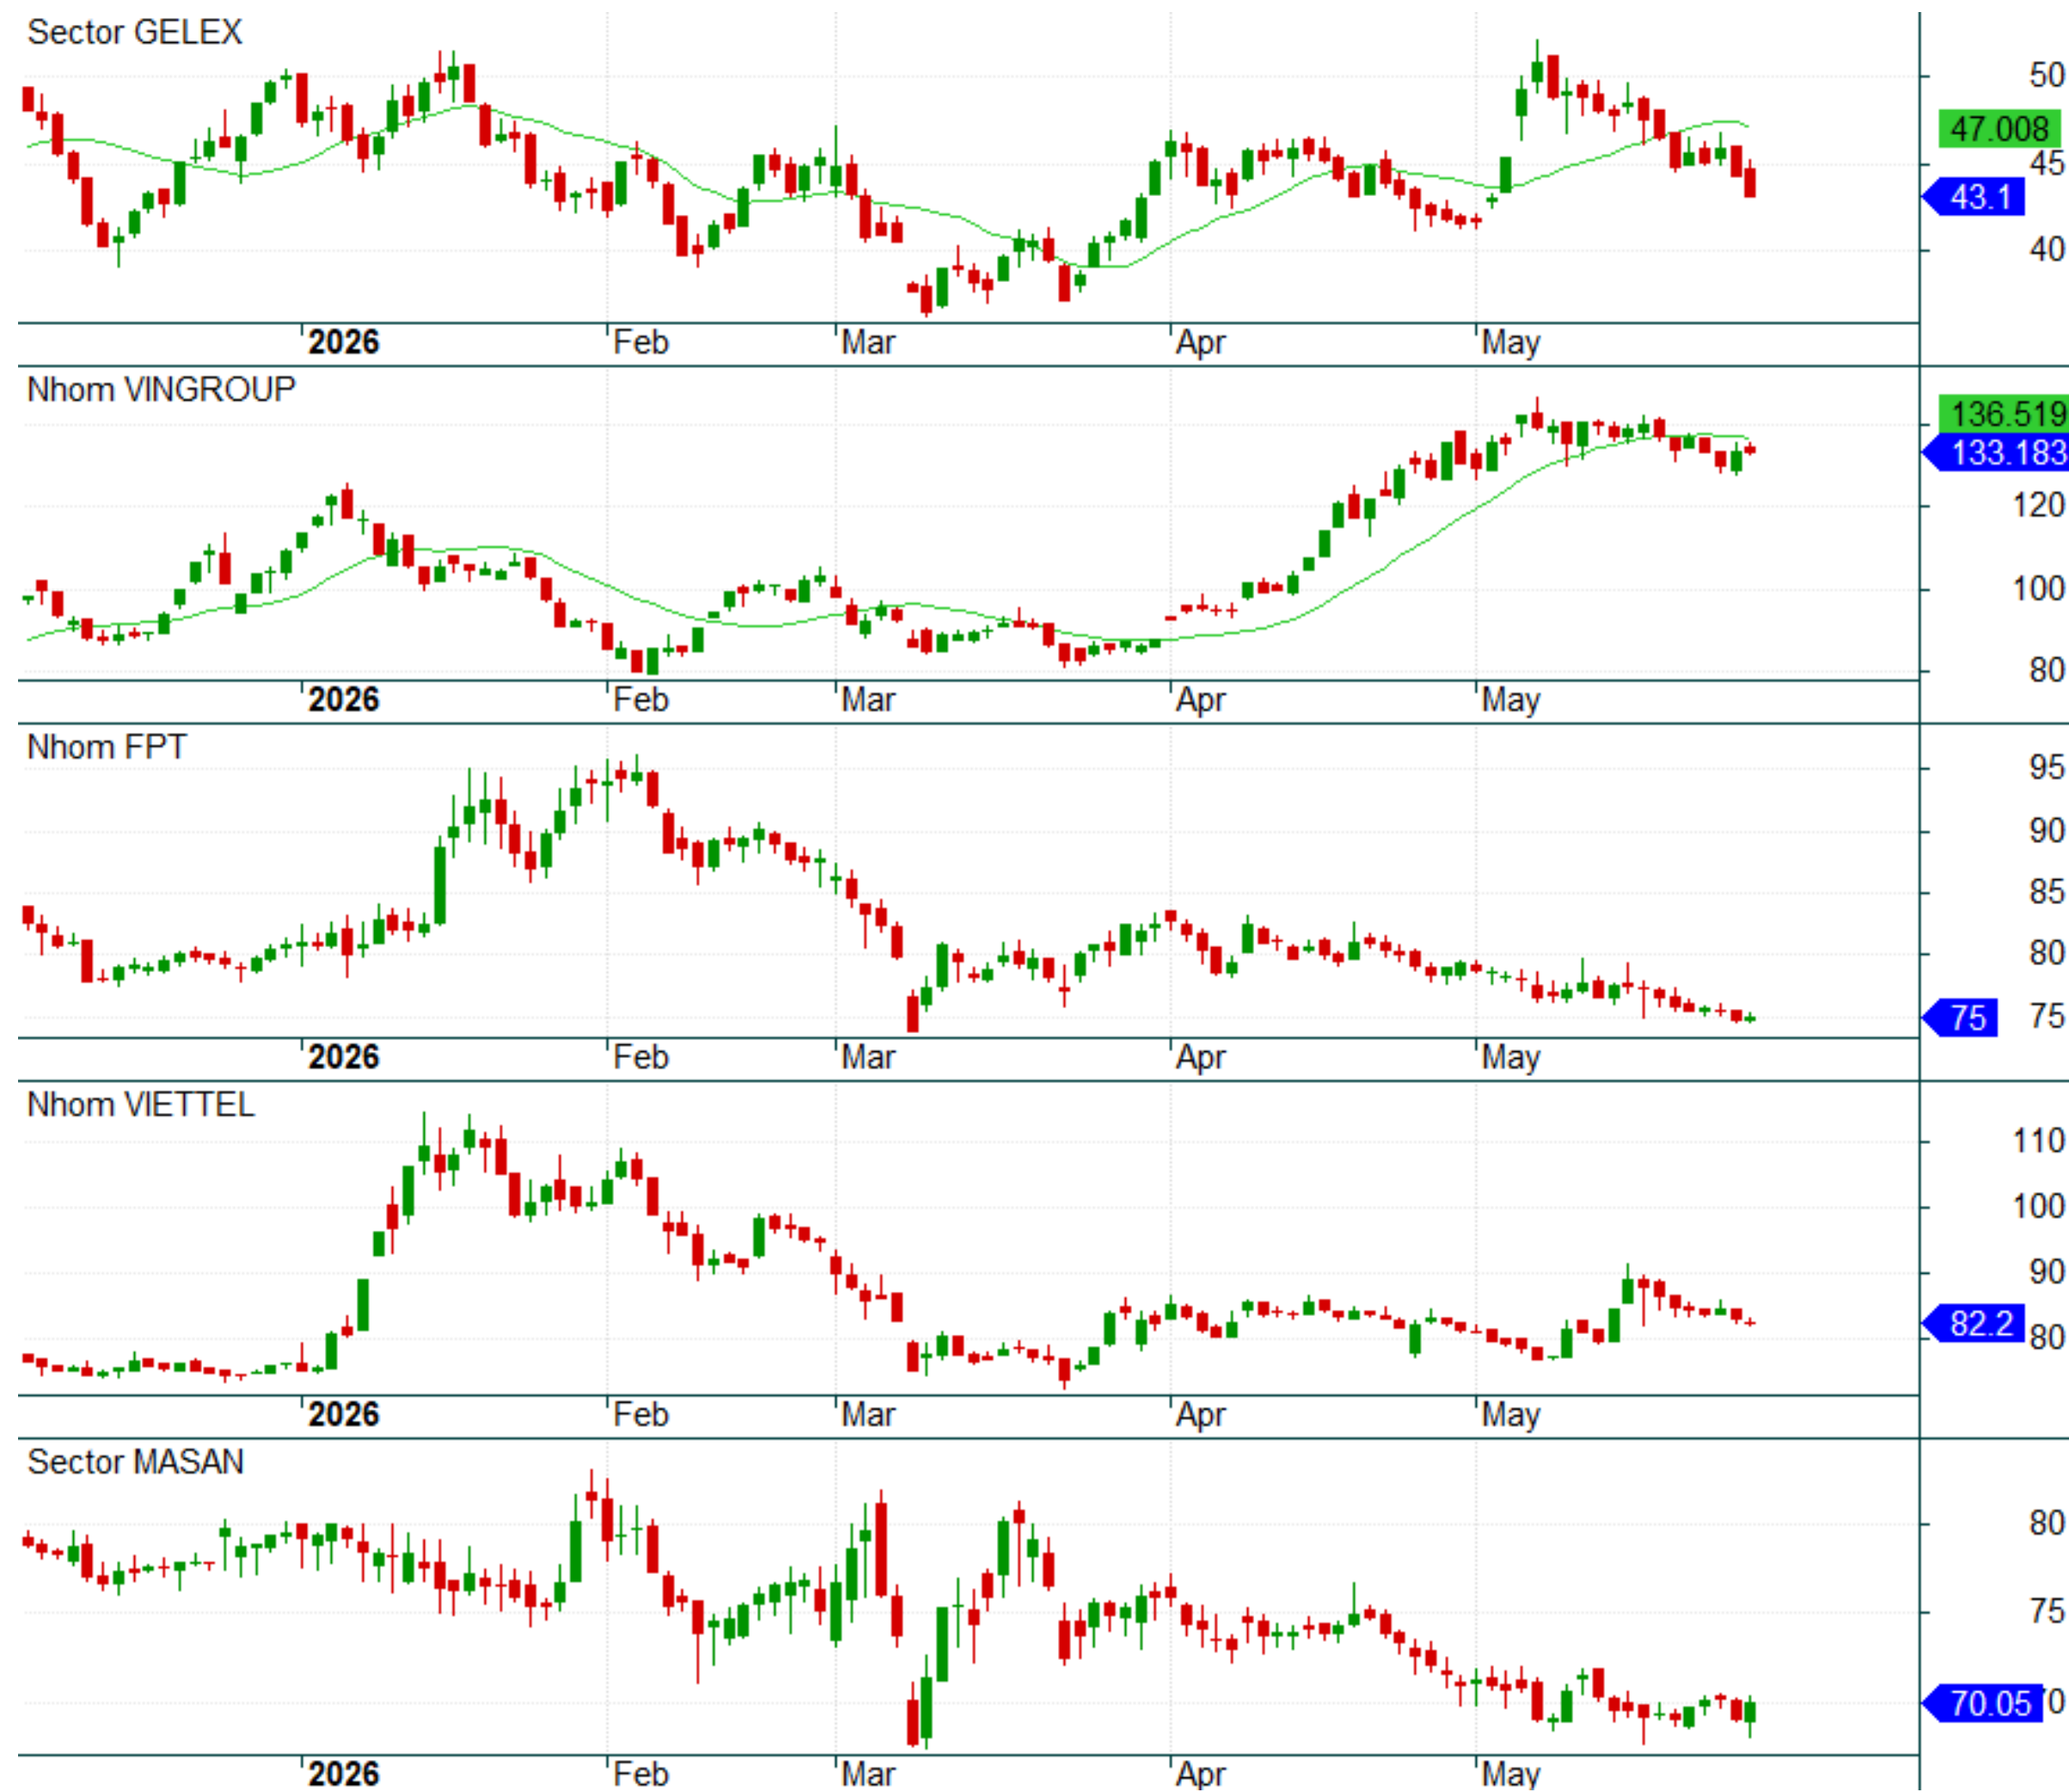 Sector GELEX
50
47.008
45
43.1
40
2026 Feb Mar Apr May
Nhom VINGROUP
136.519
133.183
120
100
80
2026 Feb Mar Apr May
Nhom FPT
95
90
85
80
75 75
2026 Feb Mar Apr May
Nhom VIETTEL
110
100
90
82.2 80
2026 Feb Mar Apr May
Sector MASAN
80
75
70.05 0
2026 Feb Mar Apr May